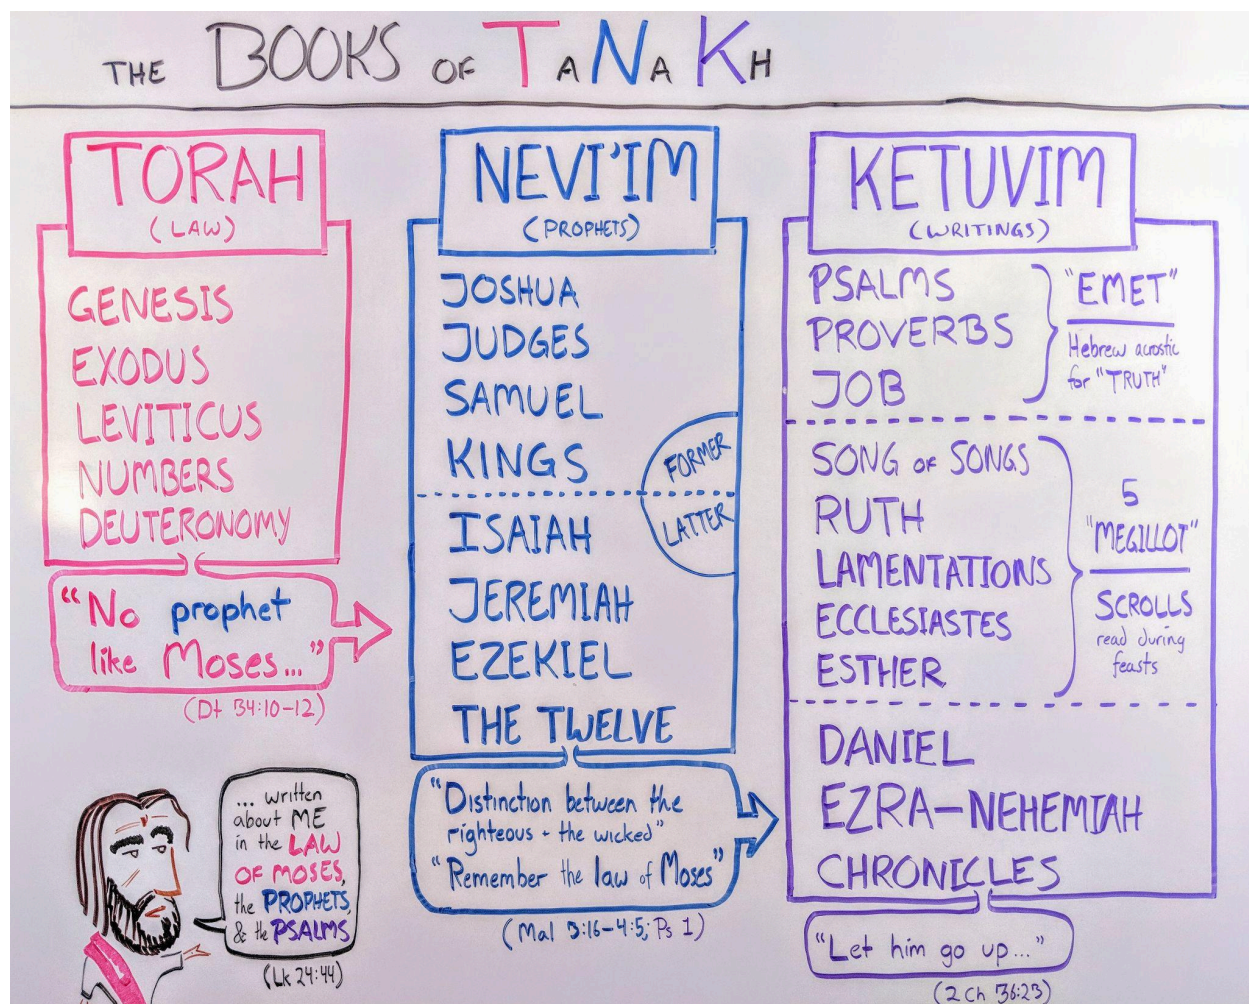 THE BOOKS OF TANAKH
TORAH
(LAW)
GENESIS
EXODUS
LEVITICUS
NUMBERS
DEUTERONOMY
"No prophet
like Moses..."
(Dt 34:10-12)
NEVI'IM
(PROPHETS)
JOSHUA
JUDGES
SAMUEL
KINGS
FORMER
LATTER
ISAIAH
JEREMIAH
EZEKIEL
THE TWELVE
"Distinction between the
righteous + the wicked"
"Remember the law of Moses"
(Mal 3:16-4:5; Ps 1)
KETUVIM
(WRITINGS)
PSALMS
PROVERBS
JOB
"EMET"
Hebrew acrostic
for "TRUTH"
SONG OF SONGS
RUTH
LAMENTATIONS
ECCLESIASTES
ESTHER
5
"MEGILLOT"
SCROLLS
read during
feasts
DANIEL
EZRA-NEHEMIAH
CHRONICLES
"Let him go up..."
(2 Ch 36:23)
... written
about ME
in the LAW
OF MOSES,
the PROPHETS,
& the PSALMS
(Lk 24:44)